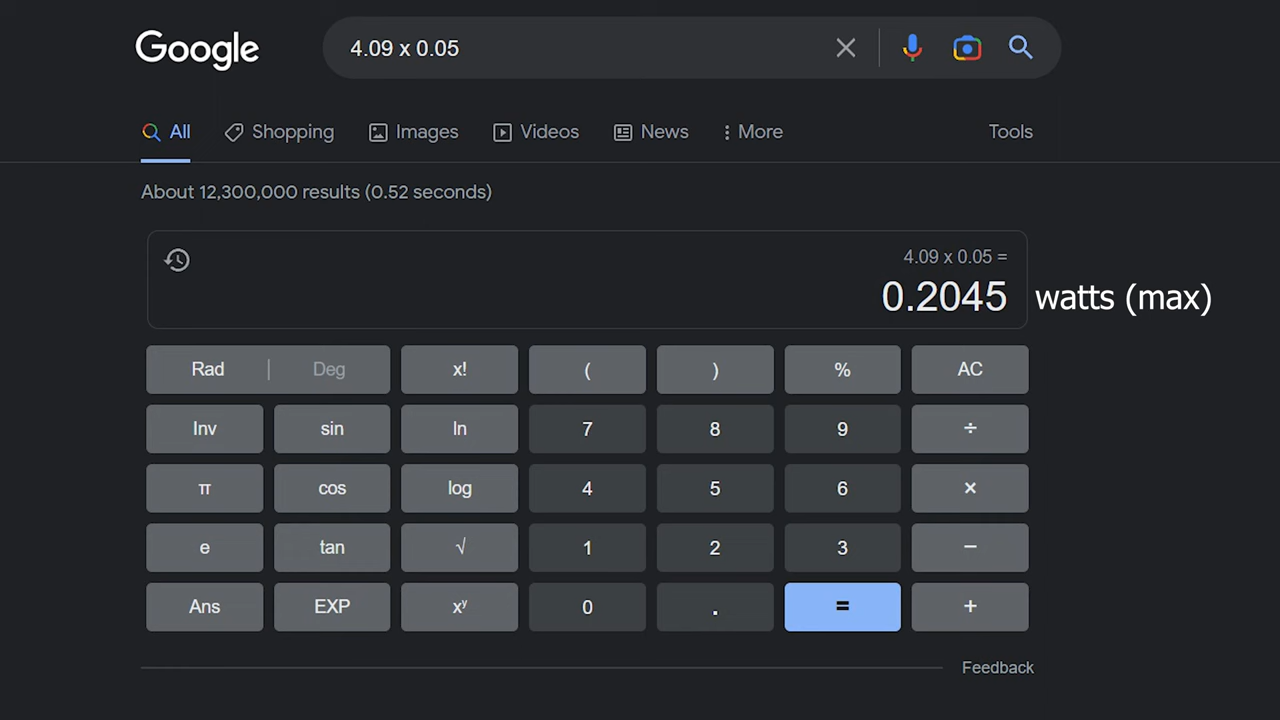 Google
4.09 x 0.05
All Shopping Images Videos News More Tools
About 12,300,000 results (0.52 seconds)
4.09 x 0.05 =
0.2045 watts (max)
Rad | Deg x! ( ) % AC
Inv sin ln 7 8 9 ÷
π cos log 4 5 6 ×
e tan √ 1 2 3 −
Ans EXP xʸ 0 . = +
Feedback